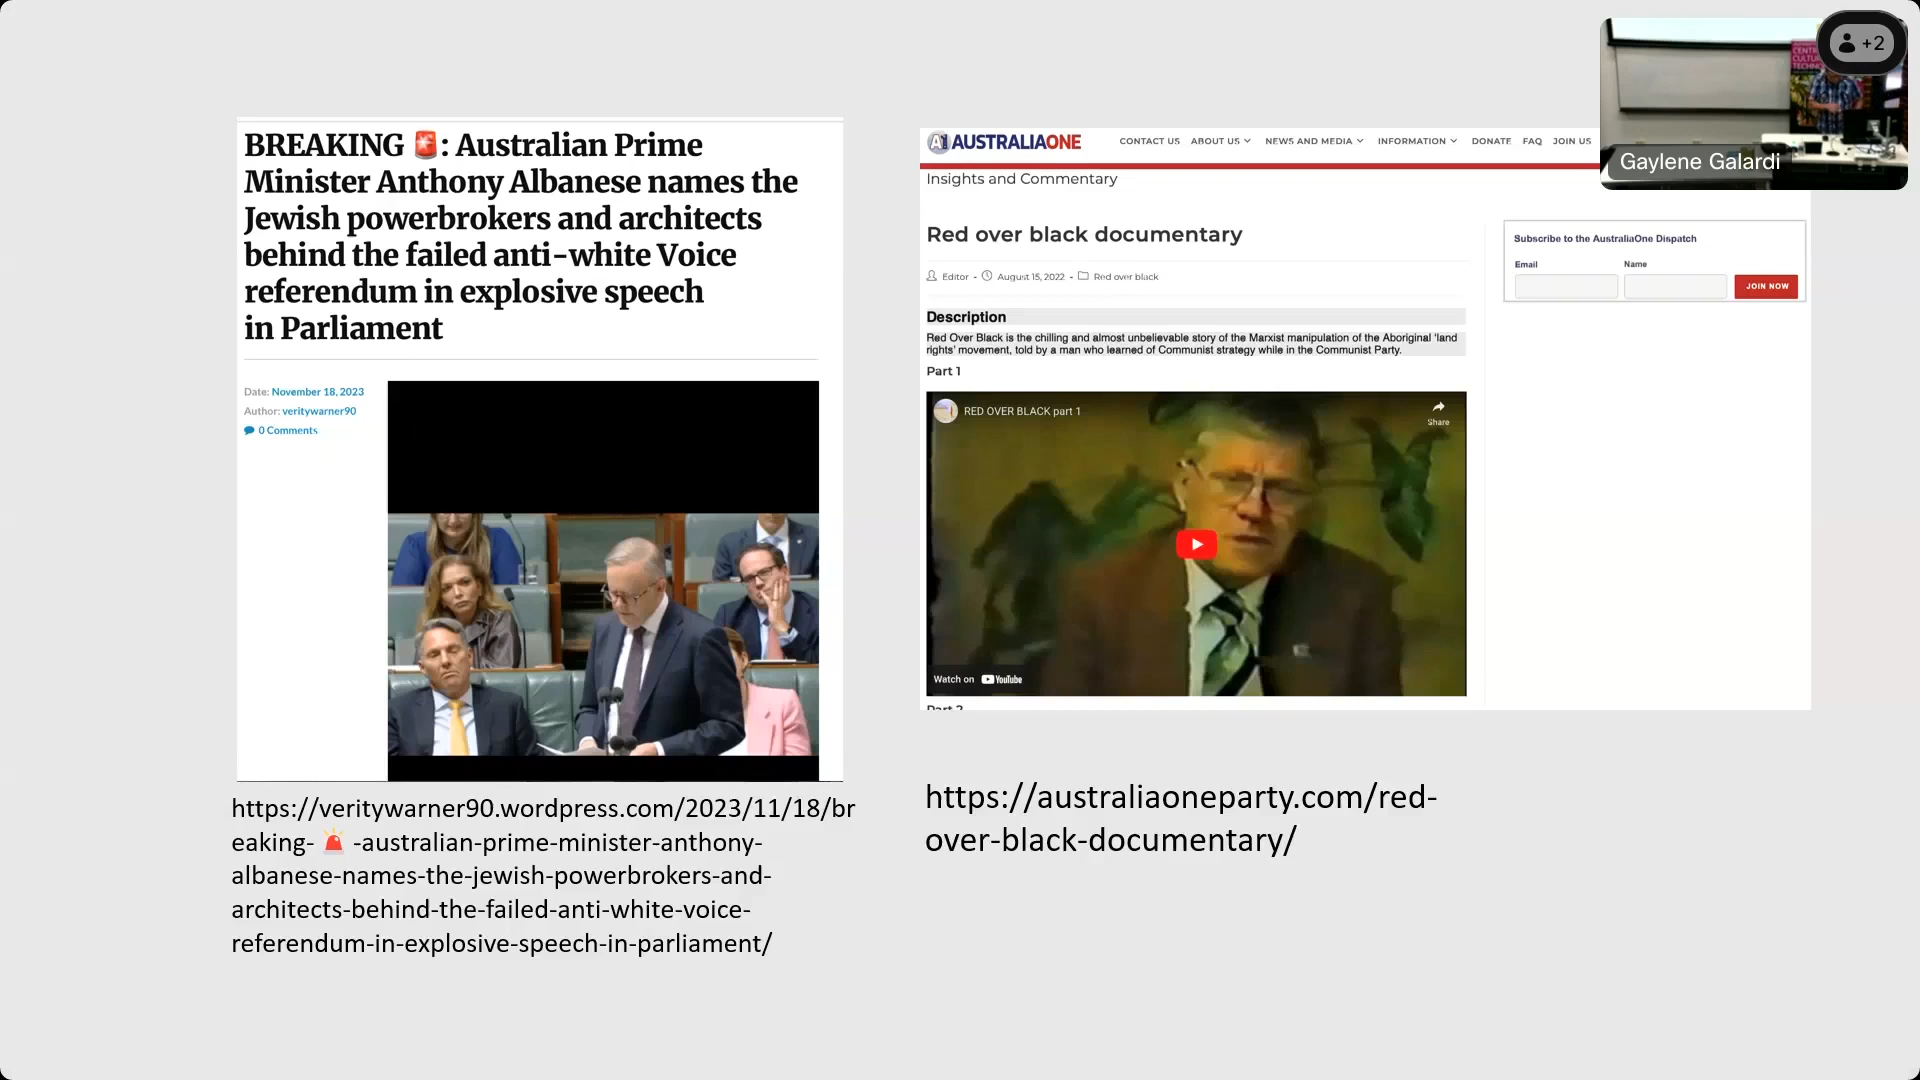 BREAKING 🚨: Australian Prime
Minister Anthony Albanese names the
Jewish powerbrokers and architects
behind the failed anti-white Voice
referendum in explosive speech
in Parliament
Date: November 18, 2023
Author: veritywarner90
0 Comments
https://veritywarner90.wordpress.com/2023/11/18/br
eaking- 🚨 -australian-prime-minister-anthony-
albanese-names-the-jewish-powerbrokers-and-
architects-behind-the-failed-anti-white-voice-
referendum-in-explosive-speech-in-parliament/
A1 AUSTRALIAONE
CONTACT US ABOUT US NEWS AND MEDIA INFORMATION DONATE FAQ JOIN US
Insights and Commentary
Red over black documentary
Editor - August 15, 2022 - Red over black
Description
Red Over Black is the chilling and almost unbelievable story of the Marxist manipulation of the Aboriginal 'land
rights' movement, told by a man who learned of Communist strategy while in the Communist Party.
Part 1
RED OVER BLACK part 1
Share
Watch on YouTube
Part 2
Subscribe to the AustraliaOne Dispatch
Email Name
JOIN NOW
https://australiaoneparty.com/red-
over-black-documentary/
+2
Gaylene Galardi